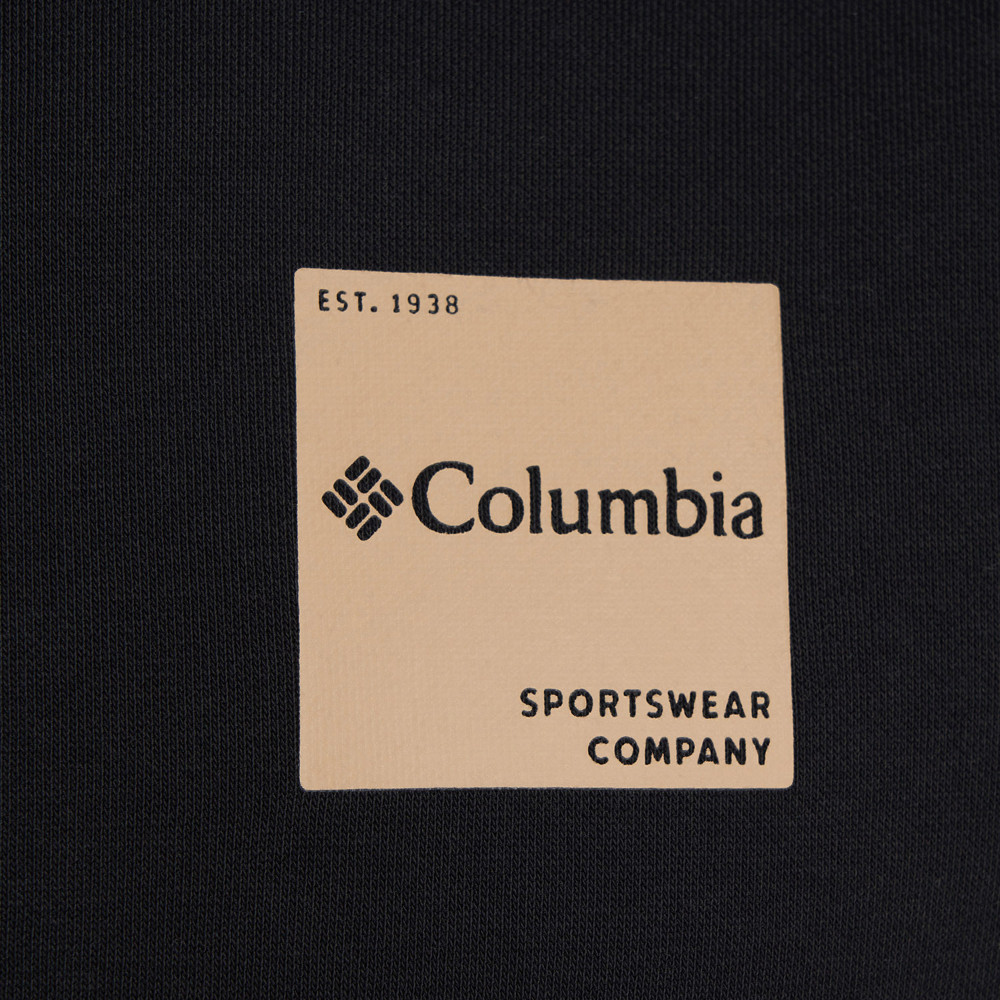 EST. 1938
Columbia
SPORTSWEAR
COMPANY